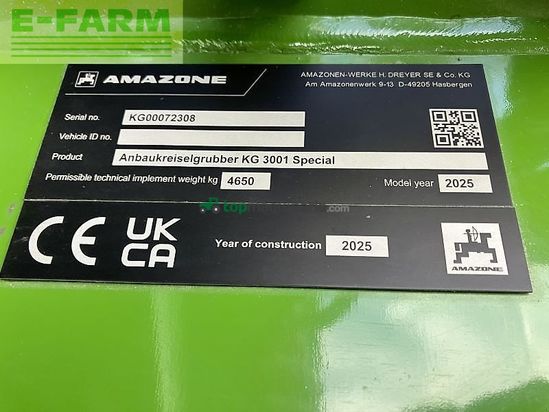 E-FARM
AMAZONE
AMAZONEN-WERKE H. DREYER SE & Co. KG
Am Amazonenwerk 9-13 D-49205 Hasbergen
Serial no. KG00072308
Vehicle ID no.
Product Anbaukreiselgrubber KG 3001 Special
Permissible technical implement weight kg 4650
Model year 2025
CE UK CA
Year of construction 2025
AMAZONE